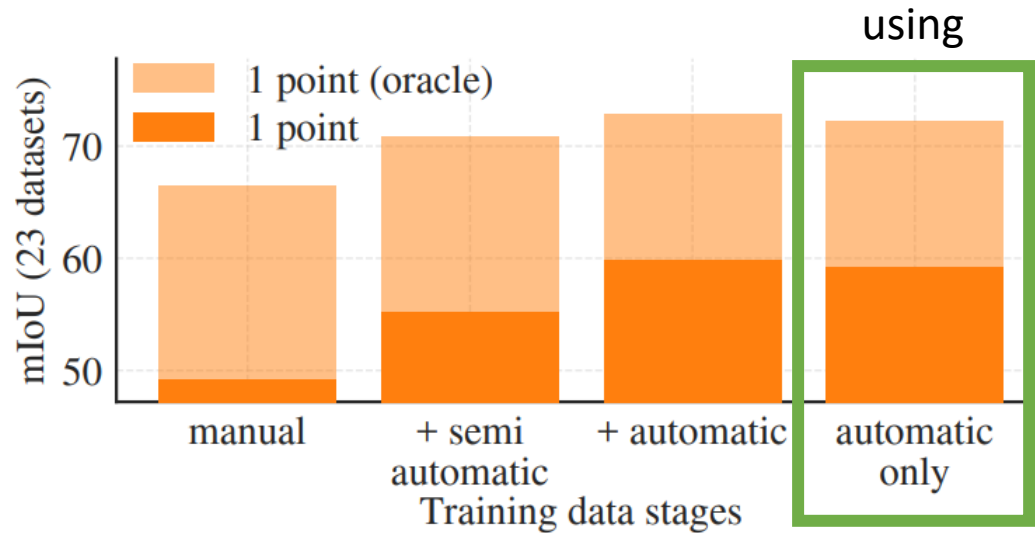 using
1 point (oracle)
1 point
mIoU (23 datasets)
70
60
50
manual
+ semi
automatic
+ automatic
automatic
only
Training data stages